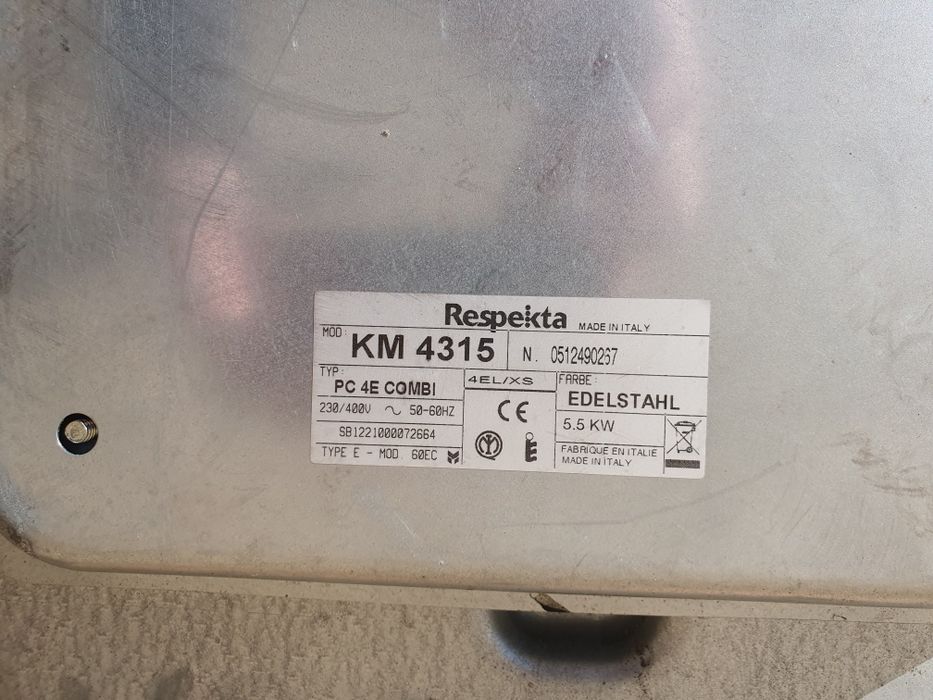 Respekta MADE IN ITALY
MOD:
KM 4315
N. 0512490267
TYP:
PC 4E COMBI
230/400V ~ 50-60HZ
SB1221000072664
TYPE E - MOD. 60EC
4EL/XS
CE
FARBE:
EDELSTAHL
5.5 KW
FABRIQUE EN ITALIE
MADE IN ITALY